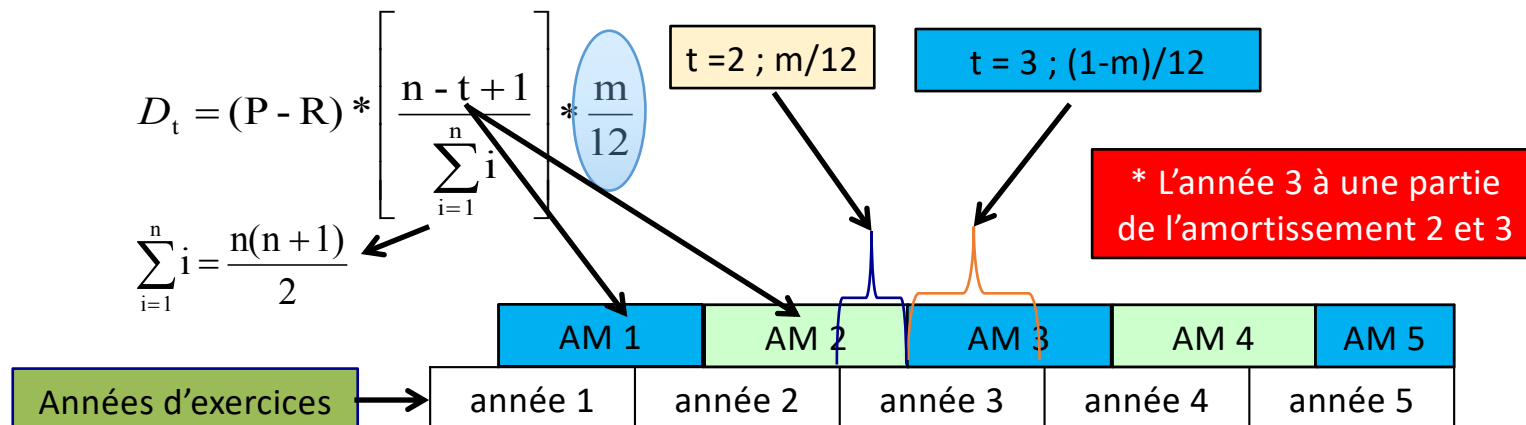 t =2 ; m/12
t = 3 ; (1-m)/12
D_t = (P - R) * [ (n - t + 1) / ∑_{i=1}^{n} i ] * m/12
* L’année 3 à une partie
de l’amortissement 2 et 3
∑_{i=1}^{n} i = n(n + 1)/2
AM 1 AM 2 AM 3 AM 4 AM 5
Années d’exercices année 1 année 2 année 3 année 4 année 5